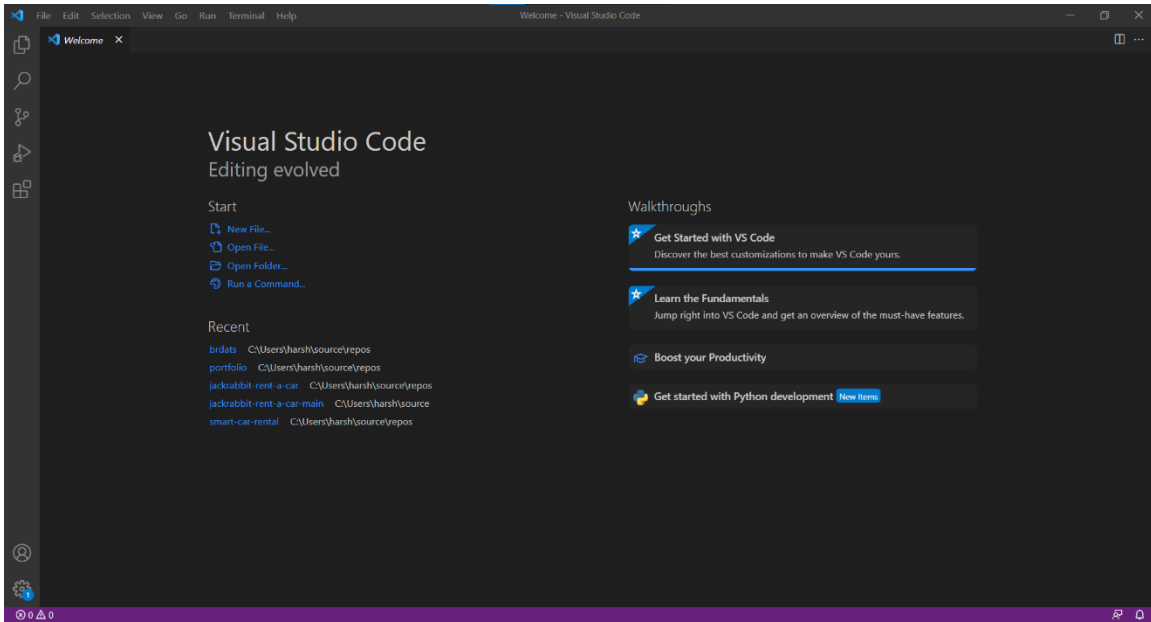 File Edit Selection View Go Run Terminal Help Welcome - Visual Studio Code
Welcome
Visual Studio Code
Editing evolved
Start
New File...
Open File...
Open Folder...
Run a Command...
Recent
brdats C:\Users\harsh\source\repos
portfolio C:\Users\harsh\source\repos
jackrabbit-rent-a-car C:\Users\harsh\source\repos
jackrabbit-rent-a-car-main C:\Users\harsh\source
smart-car-rental C:\Users\harsh\source\repos
Walkthroughs
Get Started with VS Code
Discover the best customizations to make VS Code yours.
Learn the Fundamentals
Jump right into VS Code and get an overview of the must-have features.
Boost your Productivity
Get started with Python development New Items
1
0 0